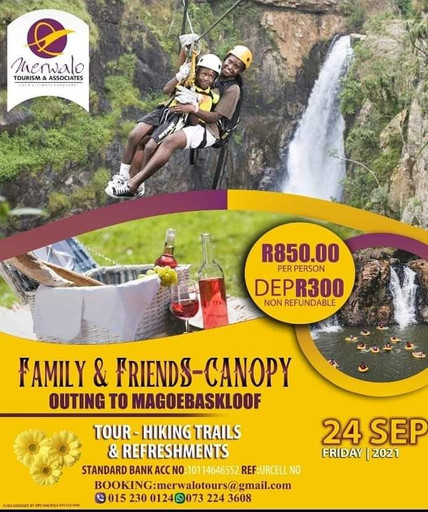 Merwalo
TOURISM & ASSOCIATES
R850.00
PER PERSON
DEPR300
NON REFUNDABLE
FAMILY & FRIENDS-CANOPY
OUTING TO MAGOEBASKLOOF
TOUR - HIKING TRAILS
& REFRESHMENTS
24 SEP
FRIDAY | 2021
STANDARD BANK ACC NO:10114646552 REF:URCELL NO
BOOKING:merwalotours@gmail.com
015 230 0124 073 224 3608